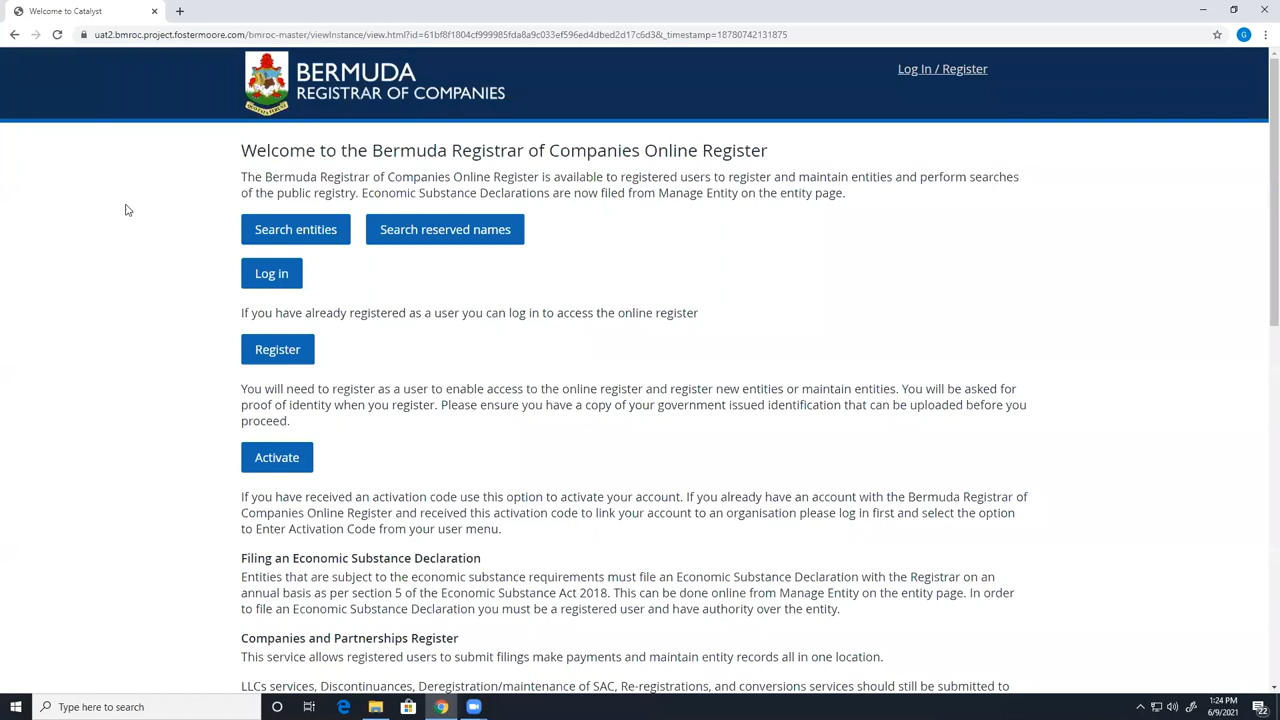 Welcome to Catalyst
uat2.bmroc.project.fostermoore.com/bmroc-master/viewInstance/view.html?id=61bf8f1804cf999985fda8a9c033ef596ed4dbed2d17c6d3&_timestamp=18780742131875
G
BERMUDA
REGISTRAR OF COMPANIES
Log In / Register
Welcome to the Bermuda Registrar of Companies Online Register
The Bermuda Registrar of Companies Online Register is available to registered users to register and maintain entities and perform searches
of the public registry. Economic Substance Declarations are now filed from Manage Entity on the entity page.
Search entities
Search reserved names
Log in
If you have already registered as a user you can log in to access the online register
Register
You will need to register as a user to enable access to the online register and register new entities or maintain entities. You will be asked for
proof of identity when you register. Please ensure you have a copy of your government issued identification that can be uploaded before you
proceed.
Activate
If you have received an activation code use this option to activate your account. If you already have an account with the Bermuda Registrar of
Companies Online Register and received this activation code to link your account to an organisation please log in first and select the option
to Enter Activation Code from your user menu.
Filing an Economic Substance Declaration
Entities that are subject to the economic substance requirements must file an Economic Substance Declaration with the Registrar on an
annual basis as per section 5 of the Economic Substance Act 2018. This can be done online from Manage Entity on the entity page. In order
to file an Economic Substance Declaration you must be a registered user and have authority over the entity.
Companies and Partnerships Register
This service allows registered users to submit filings make payments and maintain entity records all in one location.
LLCs services, Discontinuances, Deregistration/maintenance of SAC, Re-registrations, and conversions services should still be submitted to
Type here to search
1:24 PM
6/9/2021
22